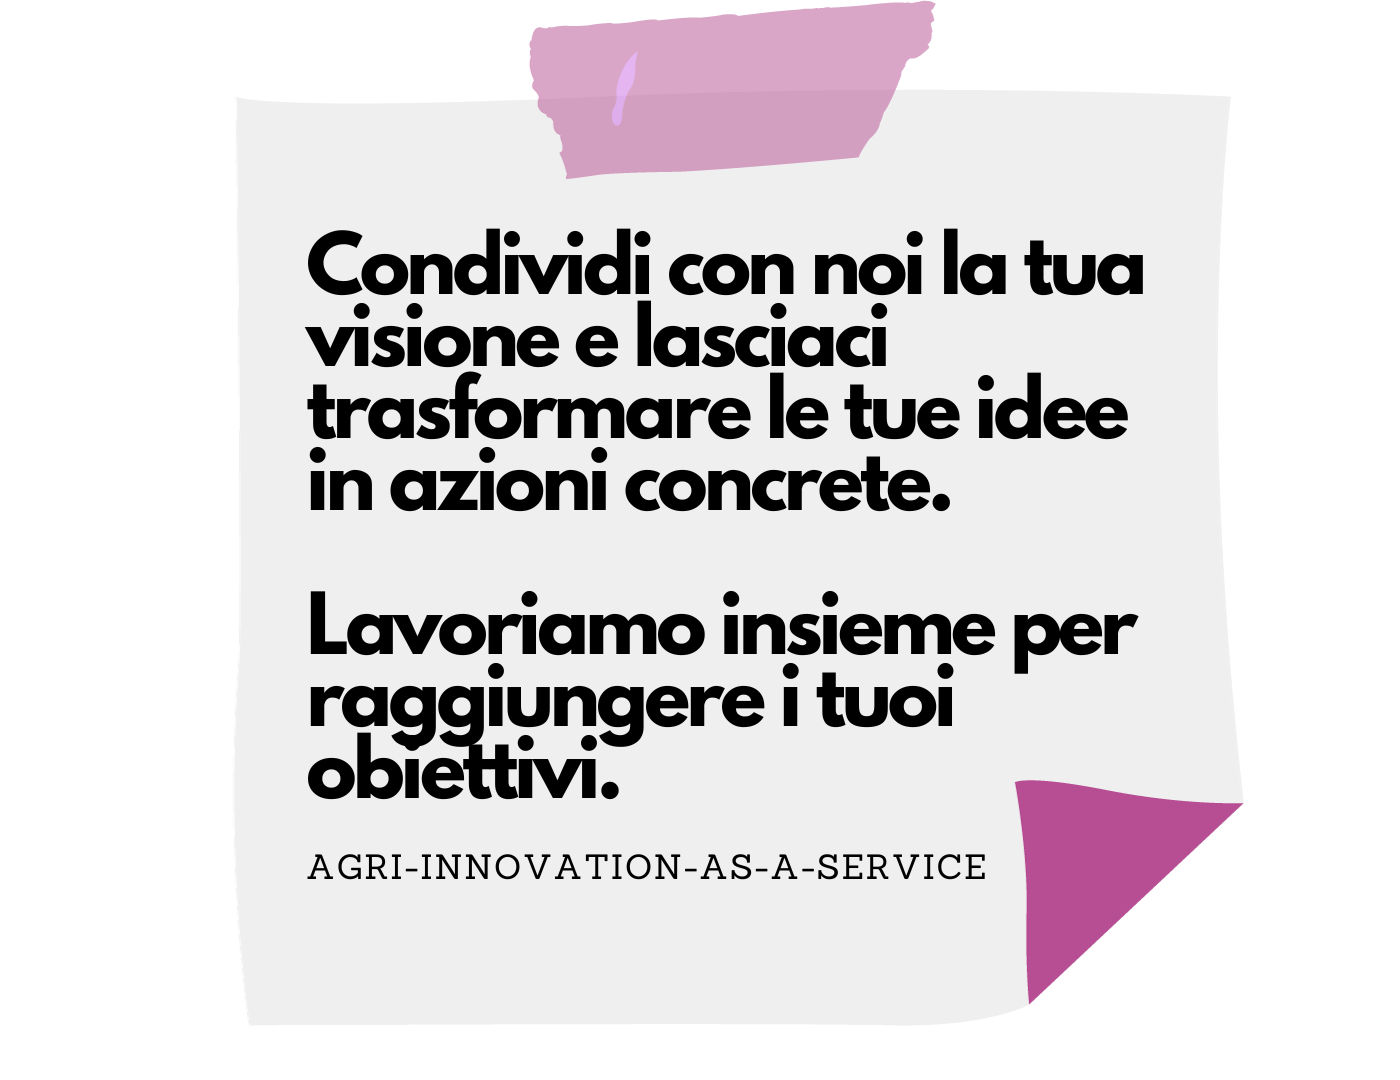 Condividi con noi la tua
visione e lasciaci
trasformare le tue idee
in azioni concrete.
Lavoriamo insieme per
raggiungere i tuoi
obiettivi.
AGRI-INNOVATION-AS-A-SERVICE